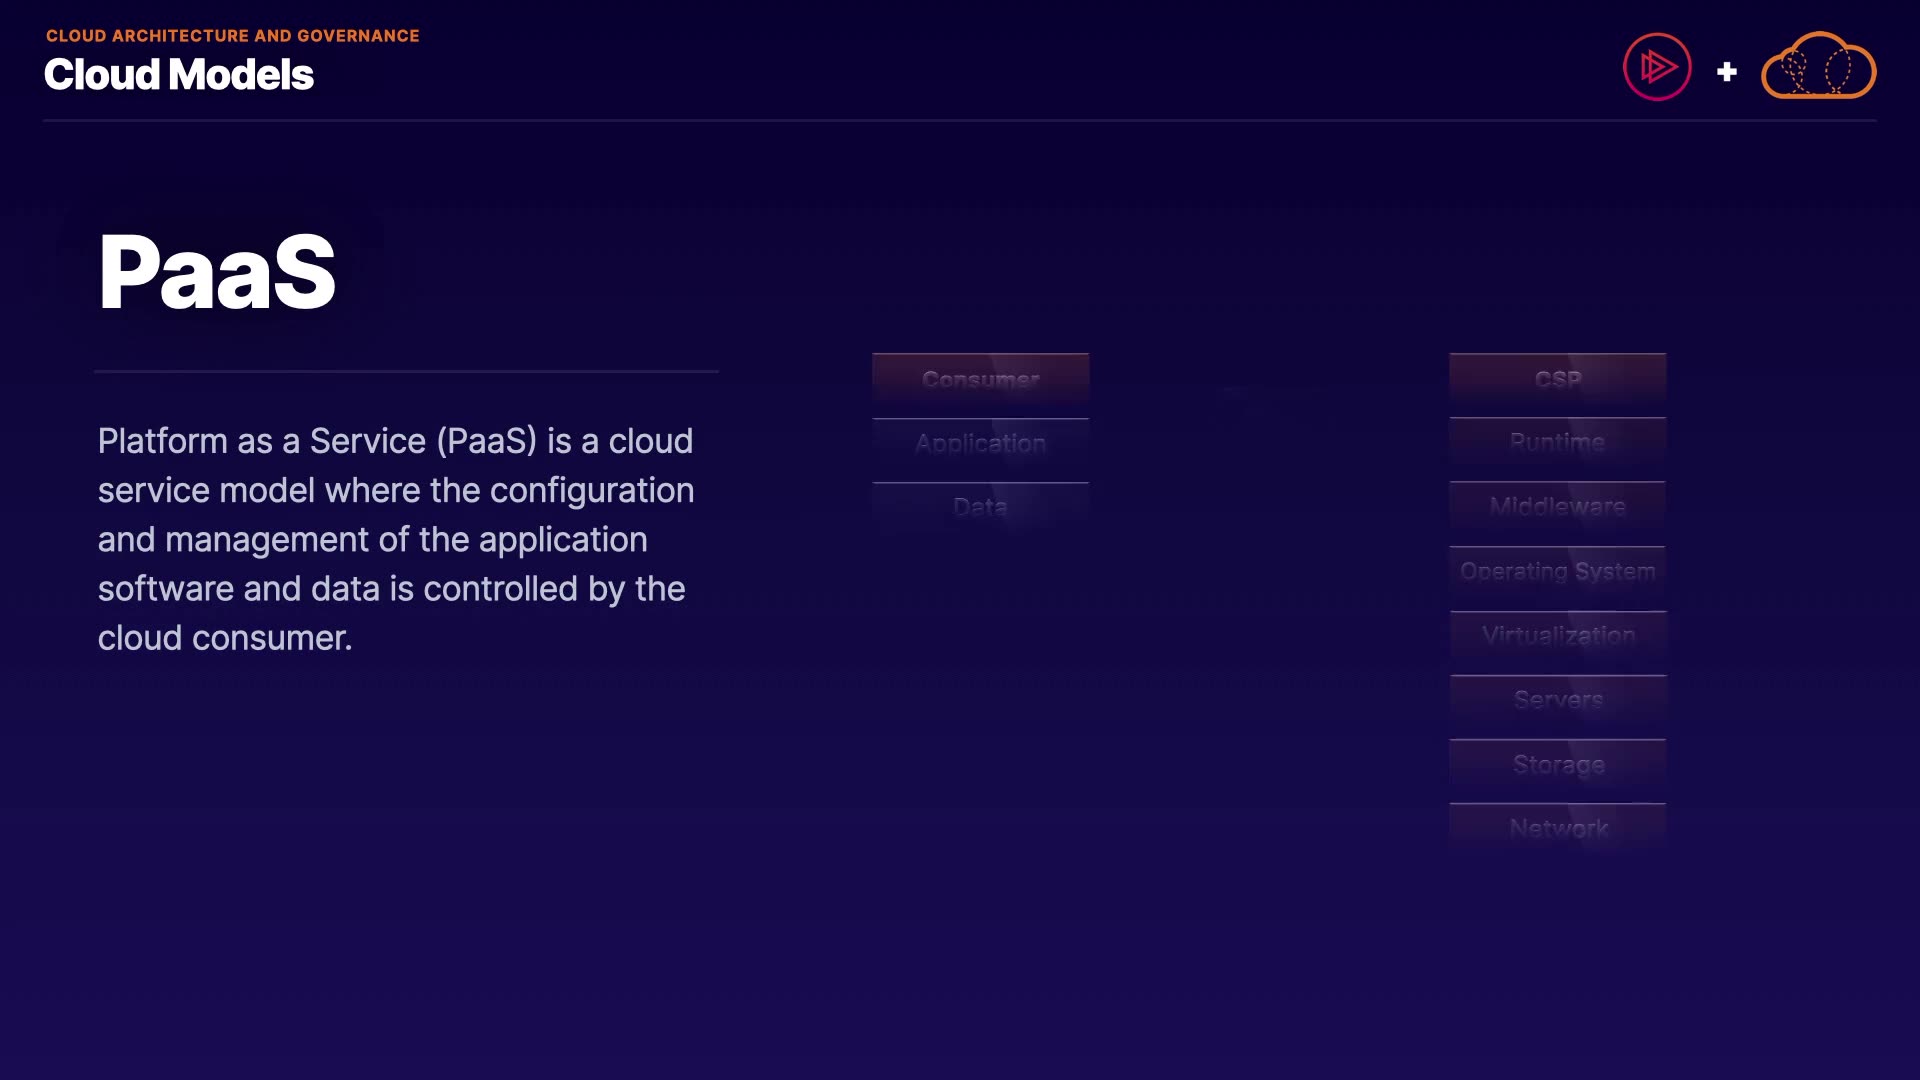 CLOUD ARCHITECTURE AND GOVERNANCE
Cloud Models
PaaS
Platform as a Service (PaaS) is a cloud
service model where the configuration
and management of the application
software and data is controlled by the
cloud consumer.
Consumer
Application
Data
CSP
Runtime
Middleware
Operating System
Virtualization
Servers
Storage
Network